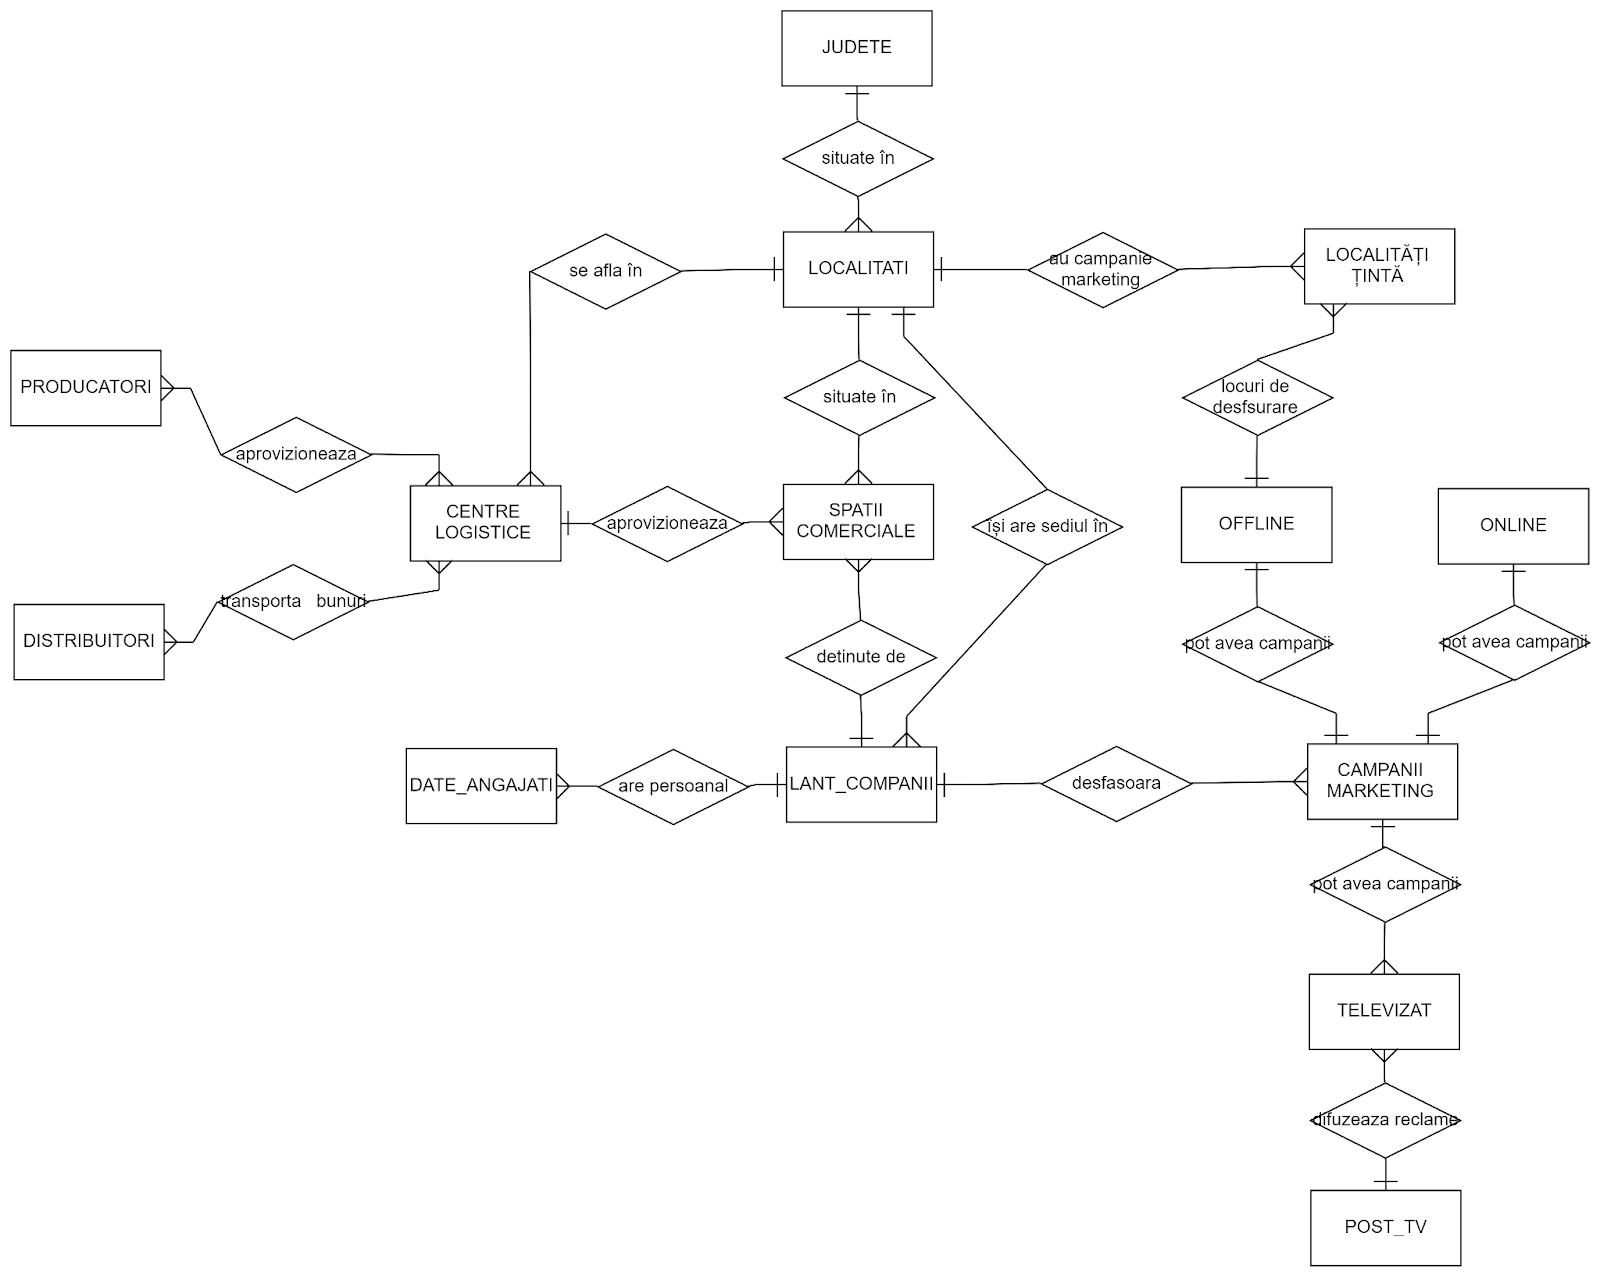 JUDETE
situate în
se afla în
LOCALITATI
au campanie
marketing
LOCALITĂȚI
ȚINTĂ
PRODUCATORI
aprovizioneaza
situate în
locuri de
desfsurare
CENTRE
LOGISTICE
aprovizioneaza
SPATII
COMERCIALE
își are sediul în
OFFLINE
ONLINE
DISTRIBUITORI
transporta bunuri
detinute de
pot avea campanii
pot avea campanii
DATE_ANGAJATI
are persoanal
LANT_COMPANII
desfasoara
CAMPANII
MARKETING
pot avea campanii
TELEVIZAT
difuzeaza reclame
POST_TV